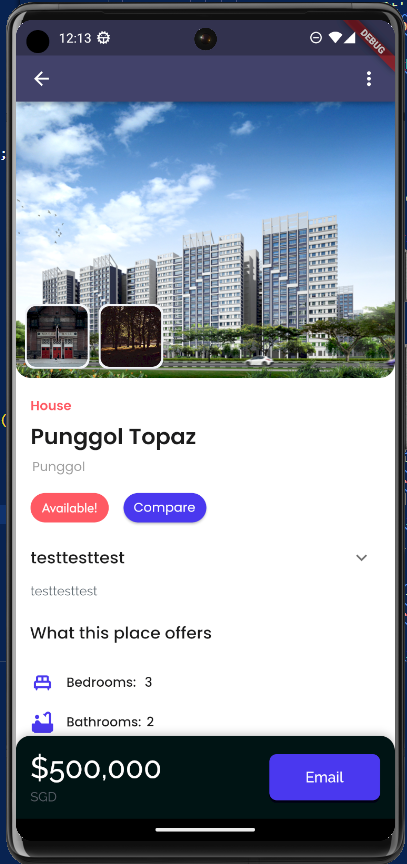 12:13
DEBUG
House
Punggol Topaz
Punggol
Available!
Compare
testtesttest
testtesttest
What this place offers
Bedrooms: 3
Bathrooms: 2
$500,000
SGD
Email